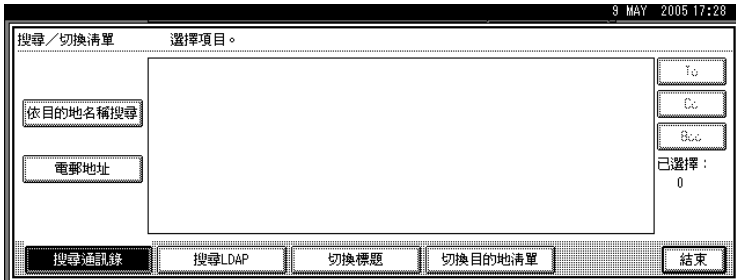 9 MAY 2005 17:28
搜尋／切換清單 選擇項目。
To
依目的地名稱搜尋
Cc
Bcc
電郵地址
已選擇：
0
搜尋通訊錄 搜尋LDAP 切換標題 切換目的地清單 結束